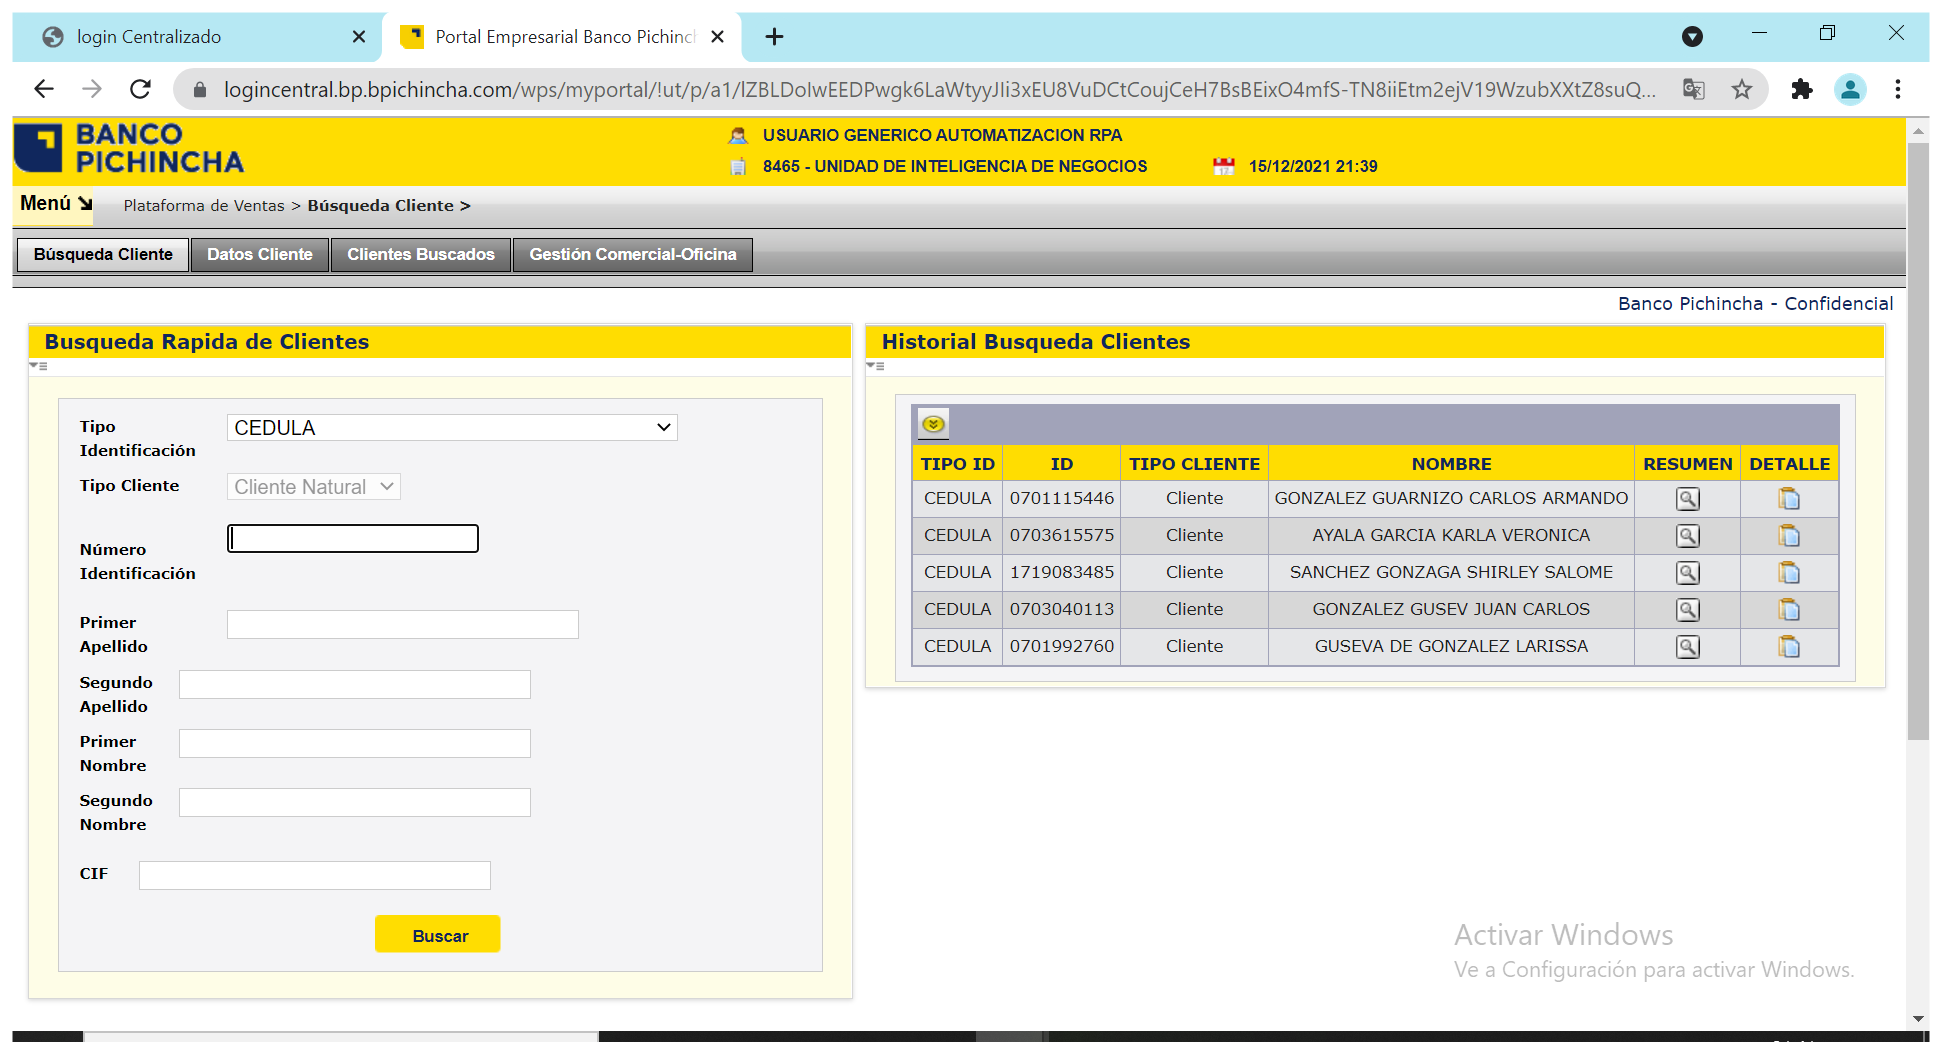 login Centralizado
Portal Empresarial Banco Pichinch
logincentral.bp.bpichincha.com/wps/myportal/!ut/p/a1/
BANCO
PICHINCHA
USUARIO GENERICO AUTOMATIZACION RPA
8465 - UNIDAD DE INTELIGENCIA DE NEGOCIOS
15/12/2021 21:39
Menú
Plataforma de Ventas > Búsqueda Cliente >
Búsqueda Cliente
Datos Cliente
Clientes Buscados
Gestión Comercial-Oficina
Banco Pichincha - Confidencial
Busqueda Rapida de Clientes
Tipo
Identificación
CEDULA
Tipo Cliente
Cliente Natural
Número
Identificación
Primer
Apellido
Segundo
Apellido
Primer
Nombre
Segundo
Nombre
CIF
Buscar
Historial Busqueda Clientes
TIPO ID ID TIPO CLIENTE NOMBRE RESUMEN DETALLE
CEDULA 0701115446 Cliente GONZALEZ GUARNIZO CARLOS ARMANDO
CEDULA 0703615575 Cliente AYALA GARCIA KARLA VERONICA
CEDULA 1719083485 Cliente SANCHEZ GONZAGA SHIRLEY SALOME
CEDULA 0703040113 Cliente GONZALEZ GUSEV JUAN CARLOS
CEDULA 0701992760 Cliente GUSEVA DE GONZALEZ LARISSA
Activar Windows
Ve a Configuración para activar Windows.